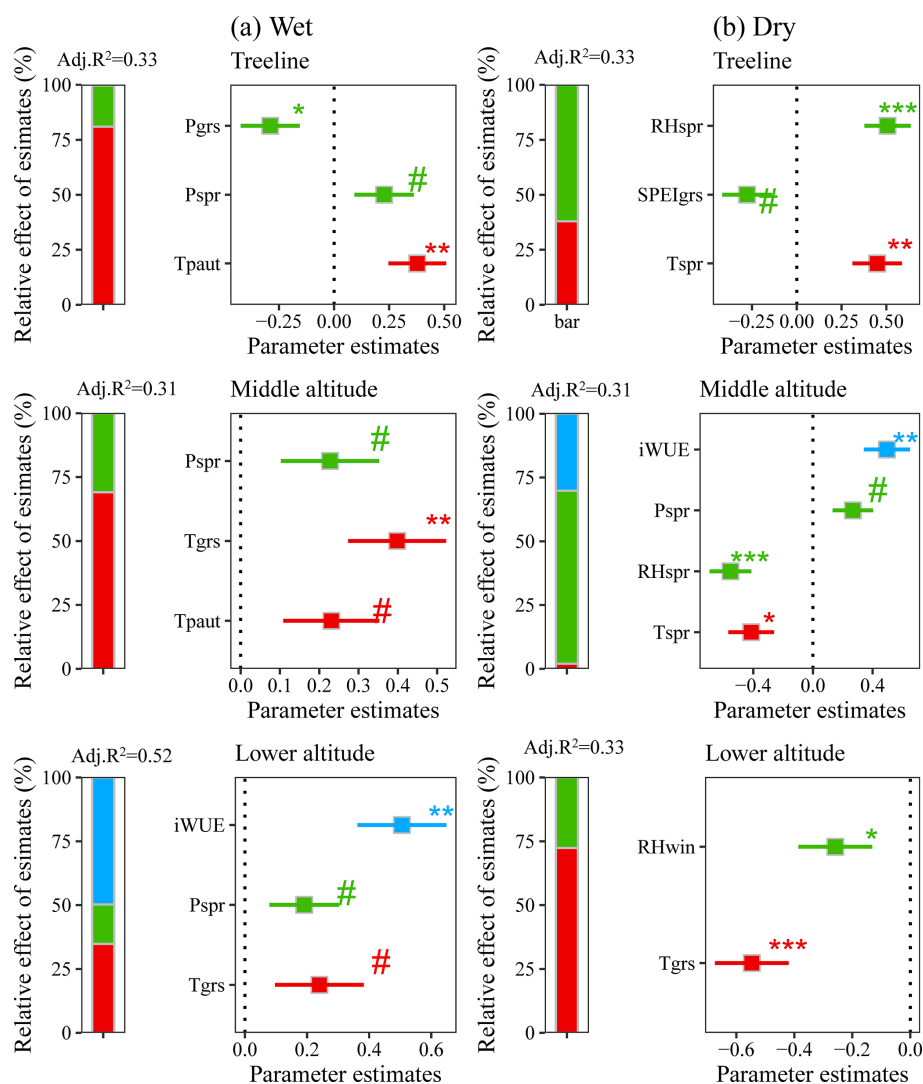 (a) Wet
(b) Dry
Adj.R²=0.33
Treeline
Relative effect of esimates (%)
100
75
50
25
0
Pgrs
Pspr
Tpaut
*
#
**
−0.25
0.00
0.25
0.50
Parameter estimates
Adj.R²=0.33
Treeline
Relative effect of esimates (%)
100
75
50
25
0
bar
RHspr
SPEIgrs
Tspr
***
#
**
−0.25
0.00
0.25
0.50
Parameter estimates
Adj.R²=0.31
Middle altitude
Relative effect of esimates (%)
100
75
50
25
0
Pspr
Tgrs
Tpaut
#
**
#
0.0
0.1
0.2
0.3
0.4
0.5
Parameter estimates
Adj.R²=0.31
Middle altitude
Relative effect of esimates (%)
100
75
50
25
0
iWUE
Pspr
RHspr
Tspr
**
#
***
*
−0.4
0.0
0.4
Parameter estimates
Adj.R²=0.52
Lower altitude
Relative effect of esimates (%)
100
75
50
25
0
iWUE
Pspr
Tgrs
**
#
#
0.0
0.2
0.4
0.6
Parameter estimates
Adj.R²=0.33
Lower altitude
Relative effect of esimates (%)
100
75
50
25
0
RHwin
Tgrs
*
***
−0.6
−0.4
−0.2
0.0
Parameter estimates